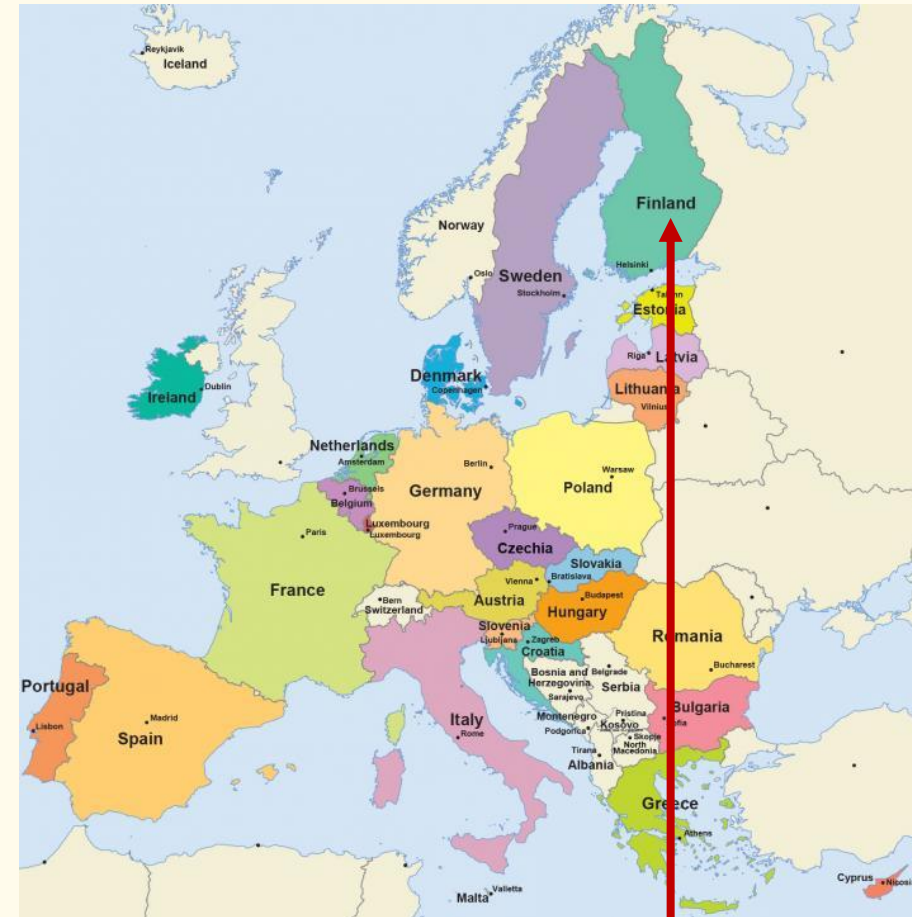 Reykjavik
Iceland
Finland
Norway
Helsinki
Oslo
Sweden
Stockholm
Estonia
Riga
Latvia
Denmark
Copenhagen
Lithuania
Vilnius
Dublin
Ireland
Netherlands
Amsterdam
Berlin
Warsaw
Poland
Germany
Brussels
Belgium
Luxembourg
Luxembourg
Paris
Prague
Czechia
Slovakia
Vienna
Bratislava
France
Bern
Switzerland
Austria
Budapest
Hungary
Slovenia
Ljubljana
Zagreb
Croatia
Romania
Bucharest
Bosnia and
Herzegovina
Belgrade
Serbia
Sarajevo
Portugal
Lisbon
Madrid
Spain
Italy
Rome
Montenegro
Podgorica
Pristina
Kosovo
Bulgaria
Skopje
North
Macedonia
Tirana
Albania
Greece
Athens
Valletta
Malta
Cyprus